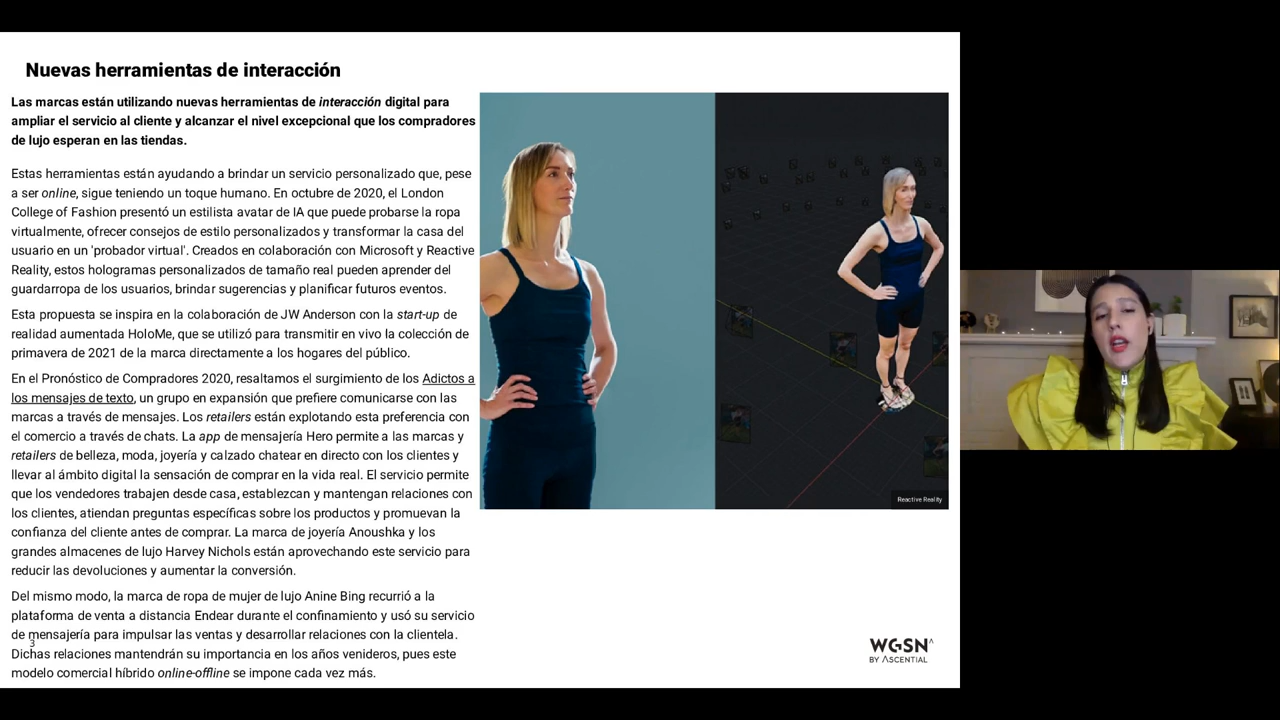 Nuevas herramientas de interacción
Las marcas están utilizando nuevas herramientas de interacción digital para
ampliar el servicio al cliente y alcanzar el nivel excepcional que los compradores
de lujo esperan en las tiendas.
Estas herramientas están ayudando a brindar un servicio personalizado que, pese
a ser online, sigue teniendo un toque humano. En octubre de 2020, el London
College of Fashion presentó un estilista avatar de IA que puede probarse la ropa
virtualmente, ofrecer consejos de estilo personalizados y transformar la casa del
usuario en un 'probador virtual'. Creados en colaboración con Microsoft y Reactive
Reality, estos hologramas personalizados de tamaño real pueden aprender del
guardarropa de los usuarios, brindar sugerencias y planificar futuros eventos.
Esta propuesta se inspira en la colaboración de JW Anderson con la start-up de
realidad aumentada HoloMe, que se utilizó para transmitir en vivo la colección de
primavera de 2021 de la marca directamente a los hogares del público.
En el Pronóstico de Compradores 2020, resaltamos el surgimiento de los Adictos a
los mensajes de texto, un grupo en expansión que prefiere comunicarse con las
marcas a través de mensajes. Los retailers están explotando esta preferencia con
el comercio a través de chats. La app de mensajería Hero permite a las marcas y
retailers de belleza, moda, joyería y calzado chatear en directo con los clientes y
llevar al ámbito digital la sensación de comprar en la vida real. El servicio permite
que los vendedores trabajen desde casa, establezcan y mantengan relaciones con
los clientes, atiendan preguntas específicas sobre los productos y promuevan la
confianza del cliente antes de comprar. La marca de joyería Anoushka y los
grandes almacenes de lujo Harvey Nichols están aprovechando este servicio para
reducir las devoluciones y aumentar la conversión.
Del mismo modo, la marca de ropa de mujer de lujo Anine Bing recurrió a la
plataforma de venta a distancia Endear durante el confinamiento y usó su servicio
de mensajería para impulsar las ventas y desarrollar relaciones con la clientela.
Dichas relaciones mantendrán su importancia en los años venideros, pues este
modelo comercial híbrido online-offline se impone cada vez más.
3
Reactive Reality
WGSN
BY ASCENTIAL